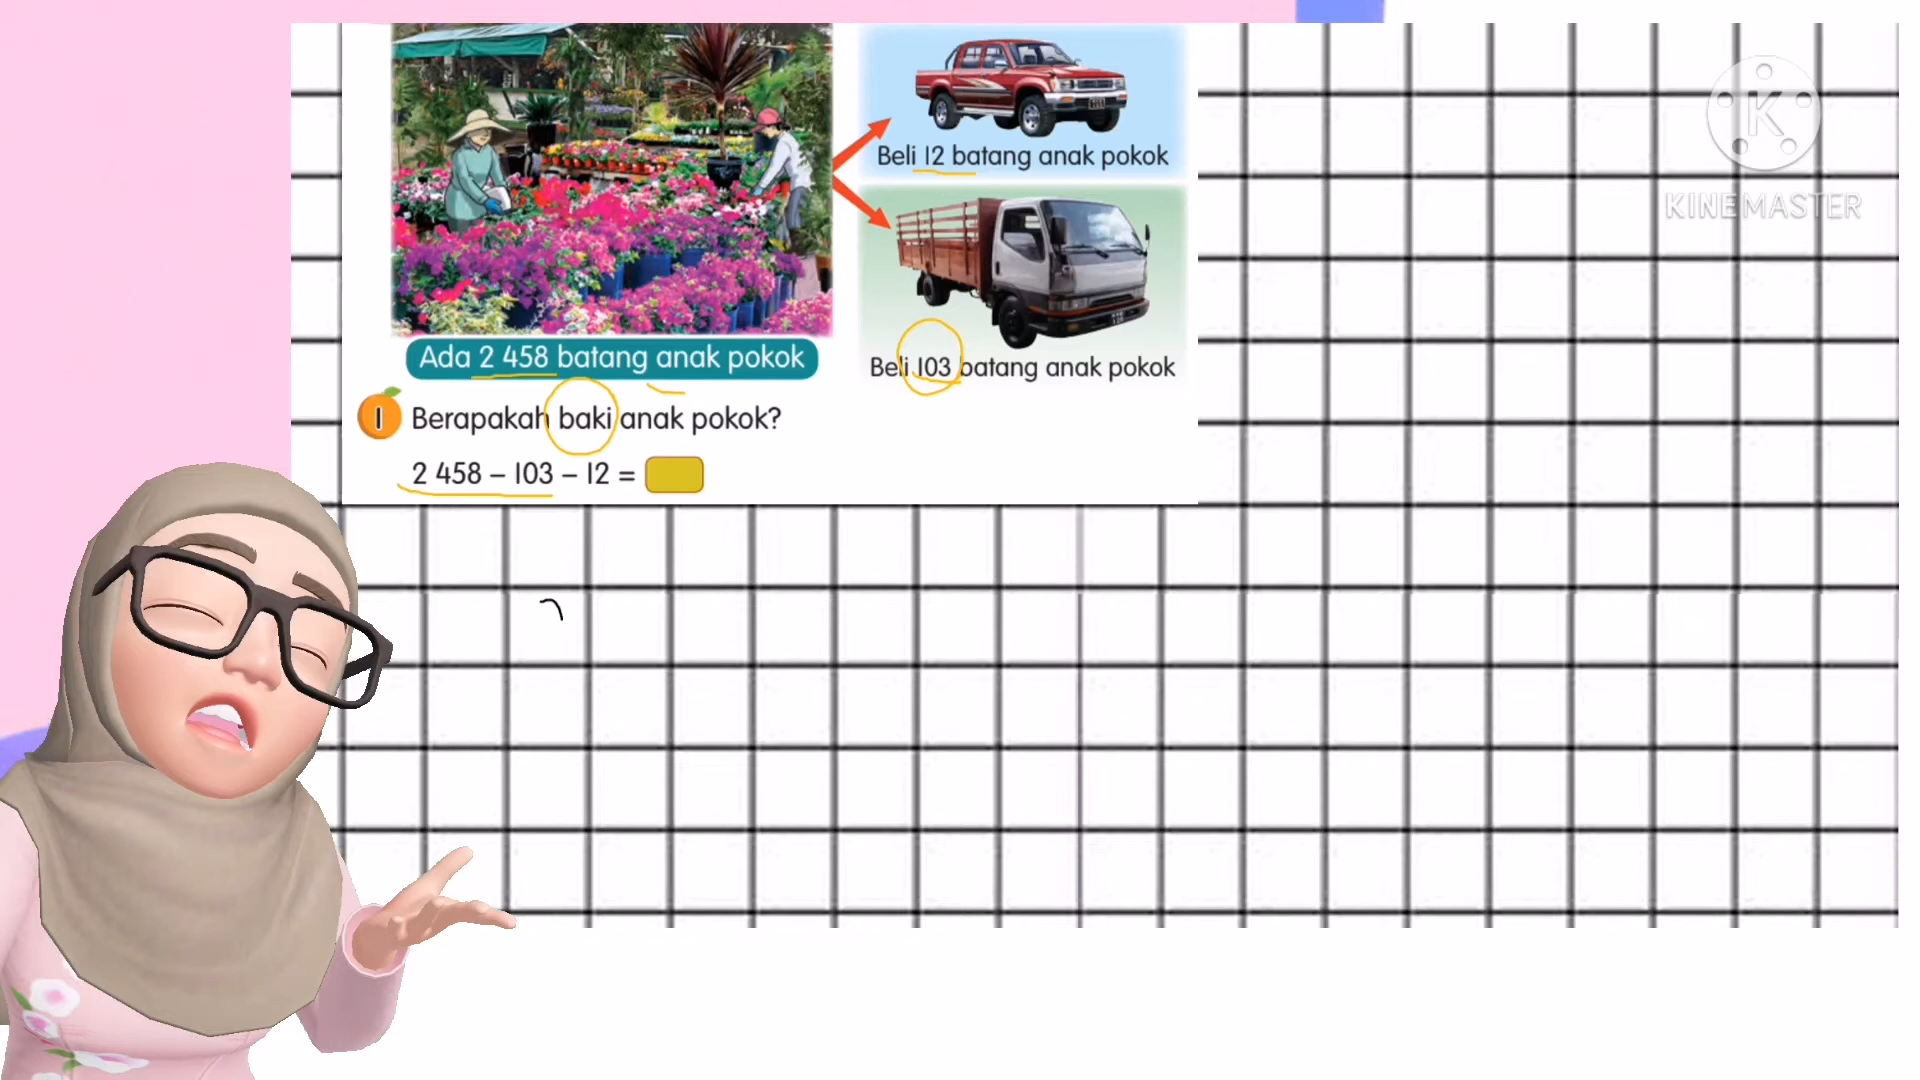 Beli 12 batang anak pokok
Ada 2 458 batang anak pokok
Beli 103 batang anak pokok
1 Berapakah baki anak pokok?
2 458 – 103 – 12 =
K
KINEMASTER